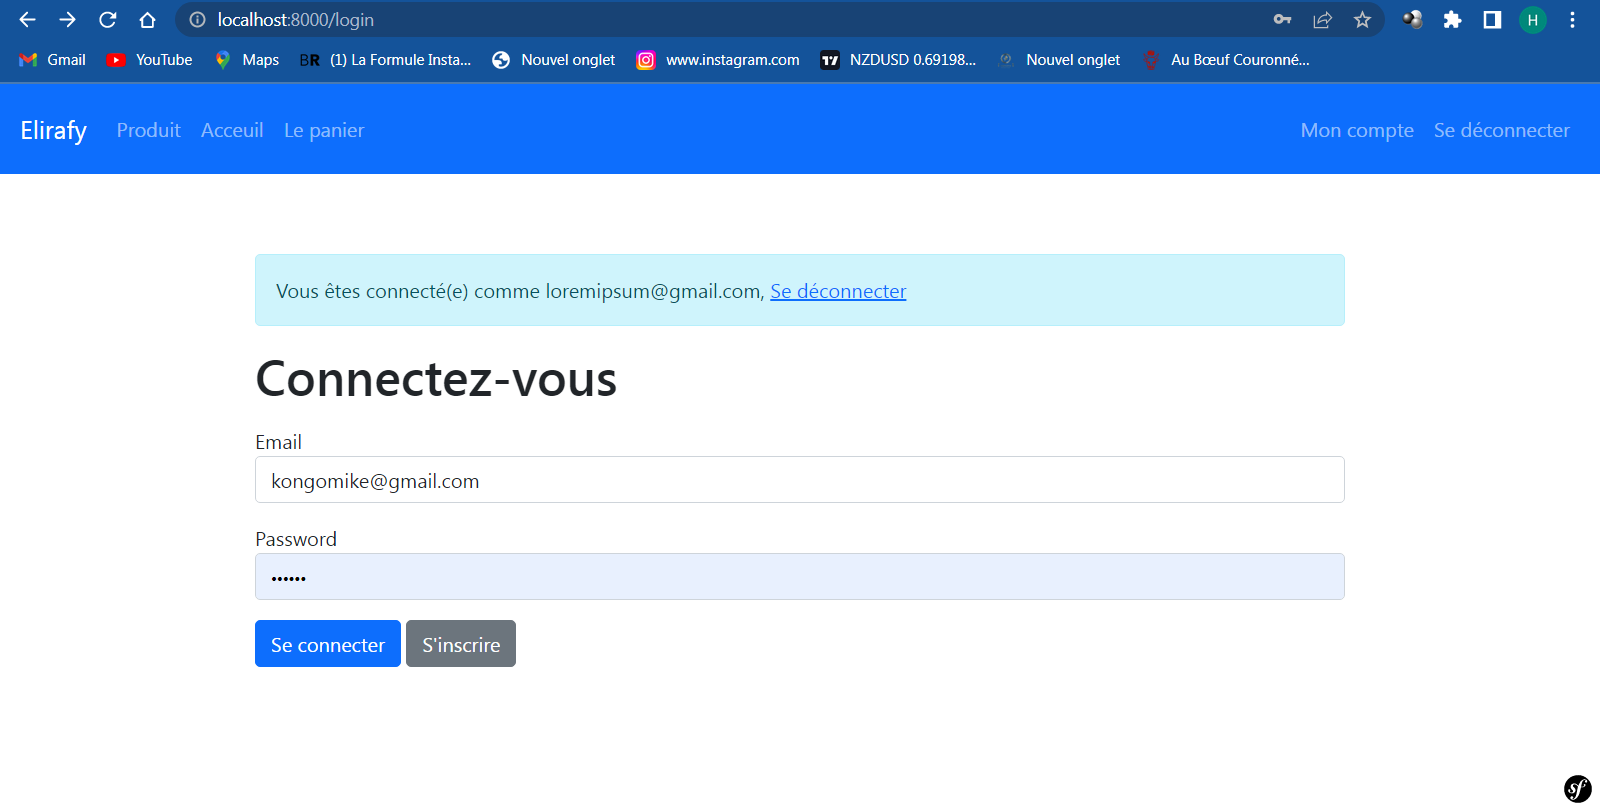 localhost:8000/login
H
Gmail YouTube Maps BR (1) La Formule Insta... Nouvel onglet www.instagram.com NZDUSD 0.69198... Nouvel onglet Au Bœuf Couronné...
Elirafy Produit Acceuil Le panier Mon compte Se déconnecter
Vous êtes connecté(e) comme loremipsum@gmail.com, Se déconnecter
Connectez-vous
Email
kongomike@gmail.com
Password
••••••
Se connecter S'inscrire
sf